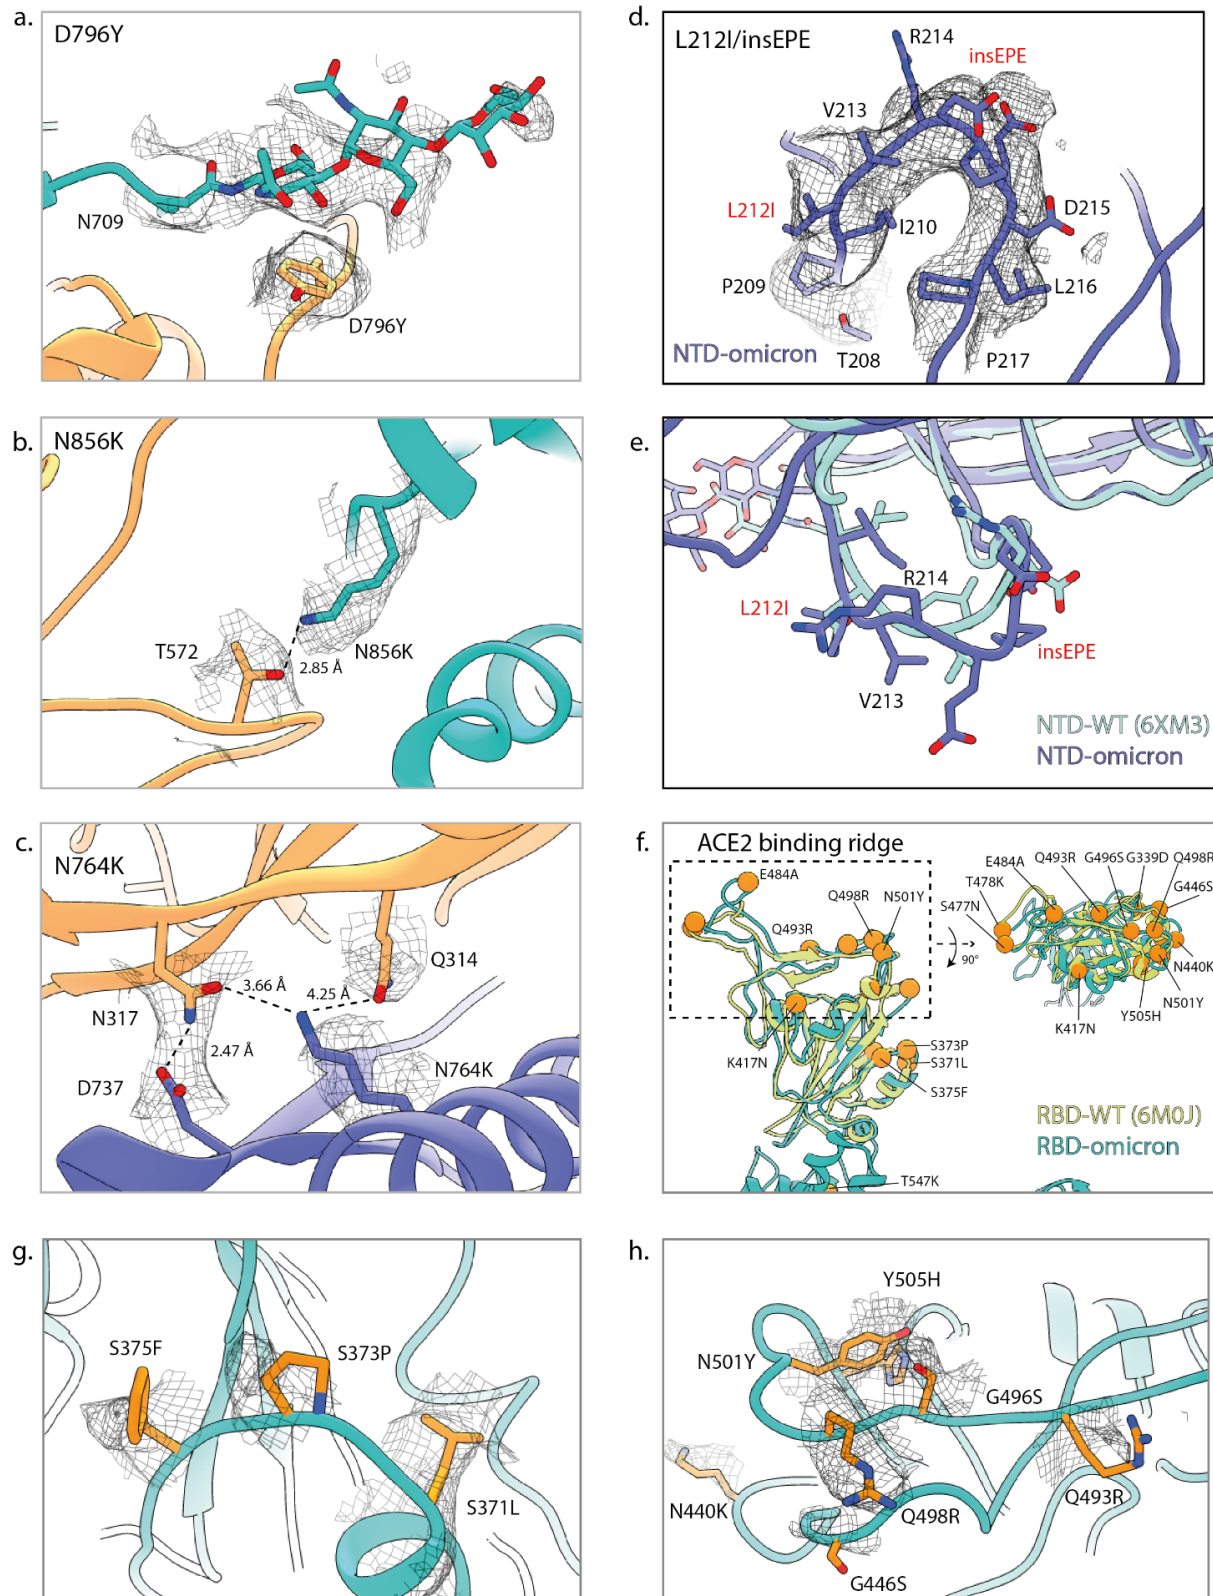 a.
D796Y
N709
D796Y
b.
N856K
T572
N856K
2.85 Å
c.
N764K
Q314
3.66 Å
4.25 Å
N317
2.47 Å
D737
N764K
d.
L212I/insEPE
R214
insEPE
V213
L212I
I210
D215
P209
L216
NTD-omicron
T208
P217
e.
R214
L212I
insEPE
V213
NTD-WT (6XM3)
NTD-omicron
f.
ACE2 binding ridge
E484A
Q498R
N501Y
Q493R
K417N
S373P
S371L
S375F
T547K
90°
E484A
Q493R
G496S
G339D
Q498R
T478K
G446S
S477N
N440K
N501Y
Y505H
K417N
RBD-WT (6M0J)
RBD-omicron
g.
S375F
S373P
S371L
h.
Y505H
N501Y
G496S
N440K
Q498R
Q493R
G446S